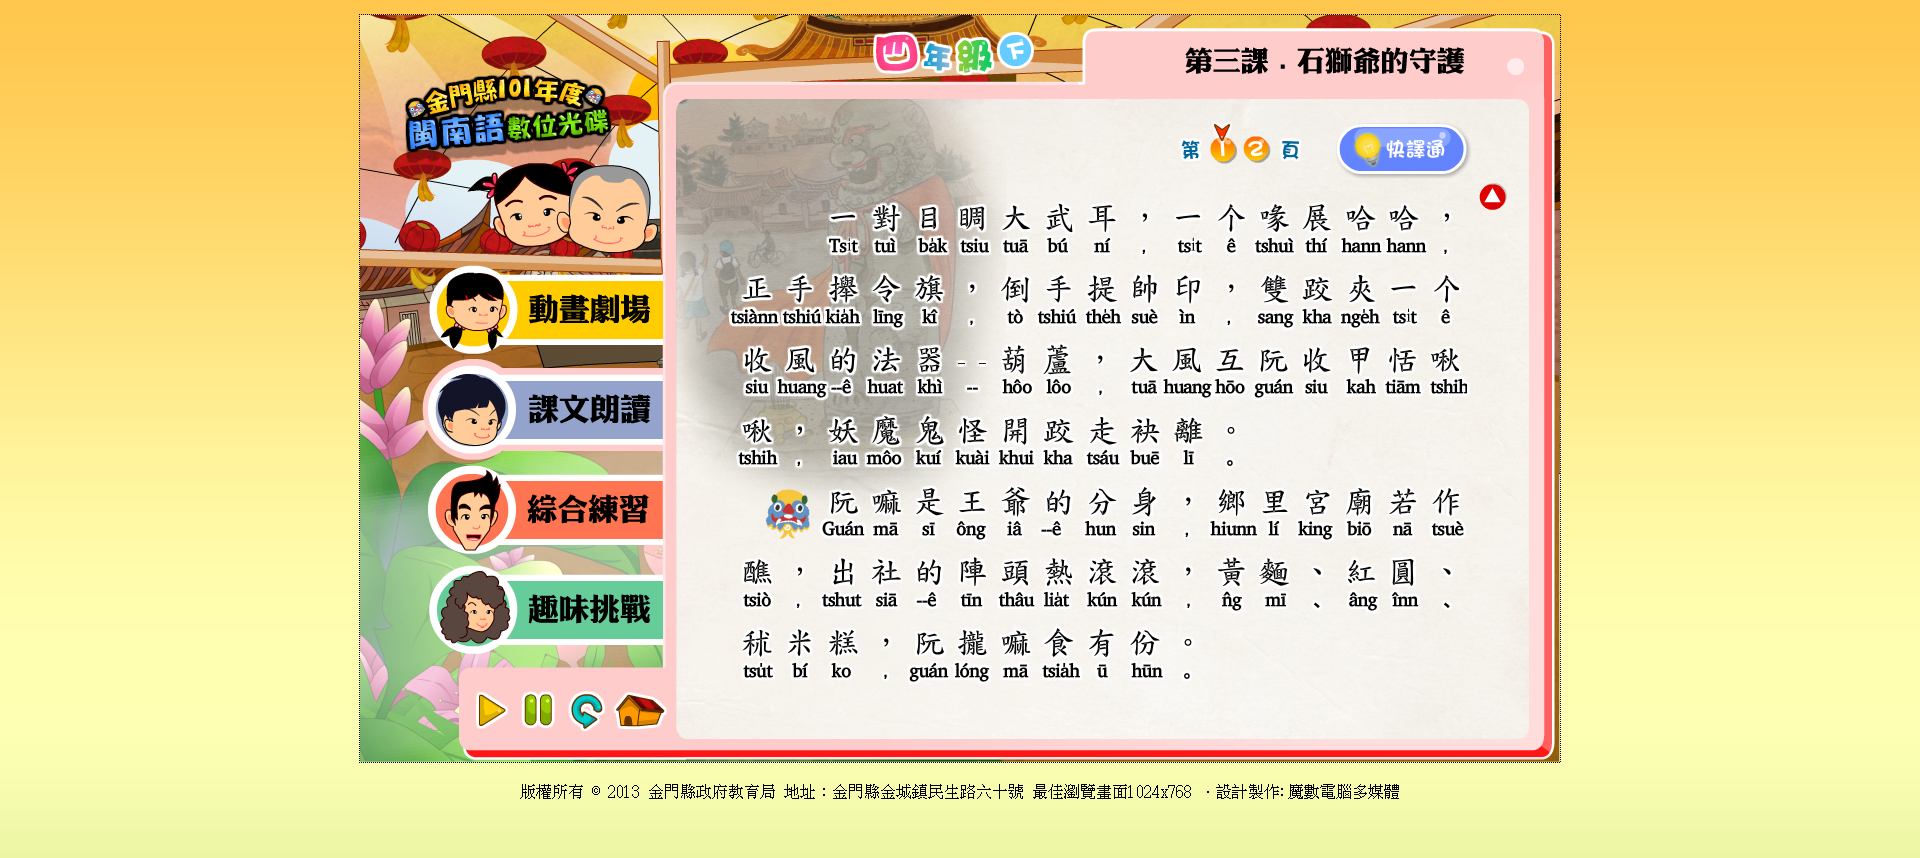 四年級下
第三課．石獅爺的守護
金門縣101年度
閩南語數位光碟
第 1 2 頁
快譯通
一對目睭大武耳，一个喙展哈哈，
Tsi̍t tuì ba̍k tsiu tuā bú ní , tsi̍t ê tshuì thí hann hann ,
正手攑令旗，倒手提帥印，雙跤夾一个
tsiànn tshiú kia̍h līng kî , tò tshiú the̍h suè ìn , sang kha nge̍h tsi̍t ê
收風的法器--葫蘆，大風互阮收甲恬啾
siu huang --ê huat khì -- hôo lôo , tuā huang hōo guán siu kah tiām tshih
啾，妖魔鬼怪開跤走袂離。
tshih , iau môo kuí kuài khui kha tsáu buē lī 。
阮嘛是王爺的分身，鄉里宮廟若作
Guán mā sī ông iâ --ê hun sin , hiunn lí king biō nā tsuè
醮，出社的陣頭熱滾滾，黃麵、紅圓、
tsiò , tshut siā --ê tīn thâu lia̍t kún kún , n̂g mī 、 âng înn 、
秫米糕，阮攏嘛食有份。
tsu̍t bí ko , guán lóng mā tsia̍h ū hūn 。
動畫劇場
課文朗讀
綜合練習
趣味挑戰
版權所有 © 2013 金門縣政府教育局 地址：金門縣金城鎮民生路六十號 最佳瀏覽畫面1024x768 ‧設計製作: 魔數電腦多媒體